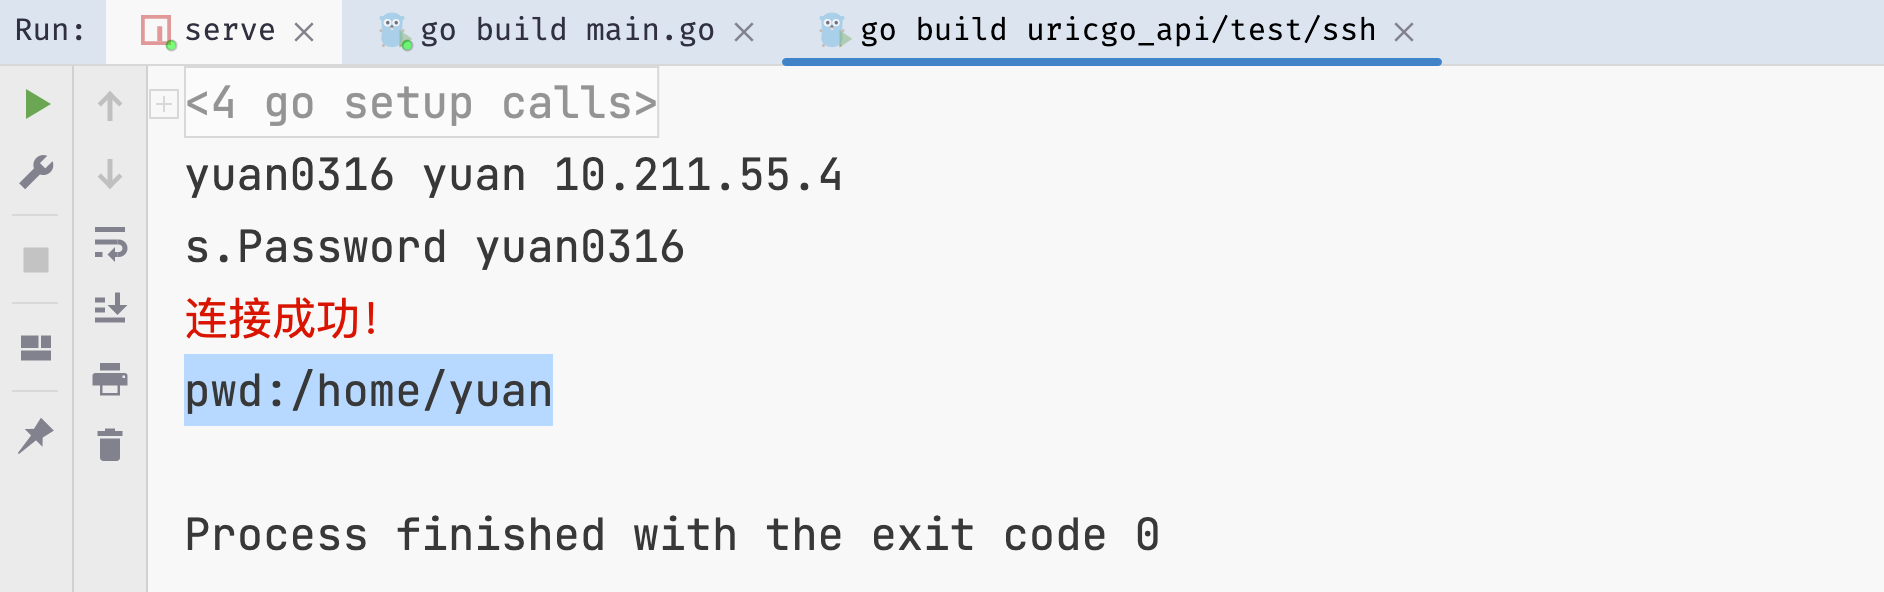 Run: serve go build main.go go build uricgo_api/test/ssh
<4 go setup calls>
yuan0316 yuan 10.211.55.4
s.Password yuan0316
连接成功!
pwd:/home/yuan
Process finished with the exit code 0